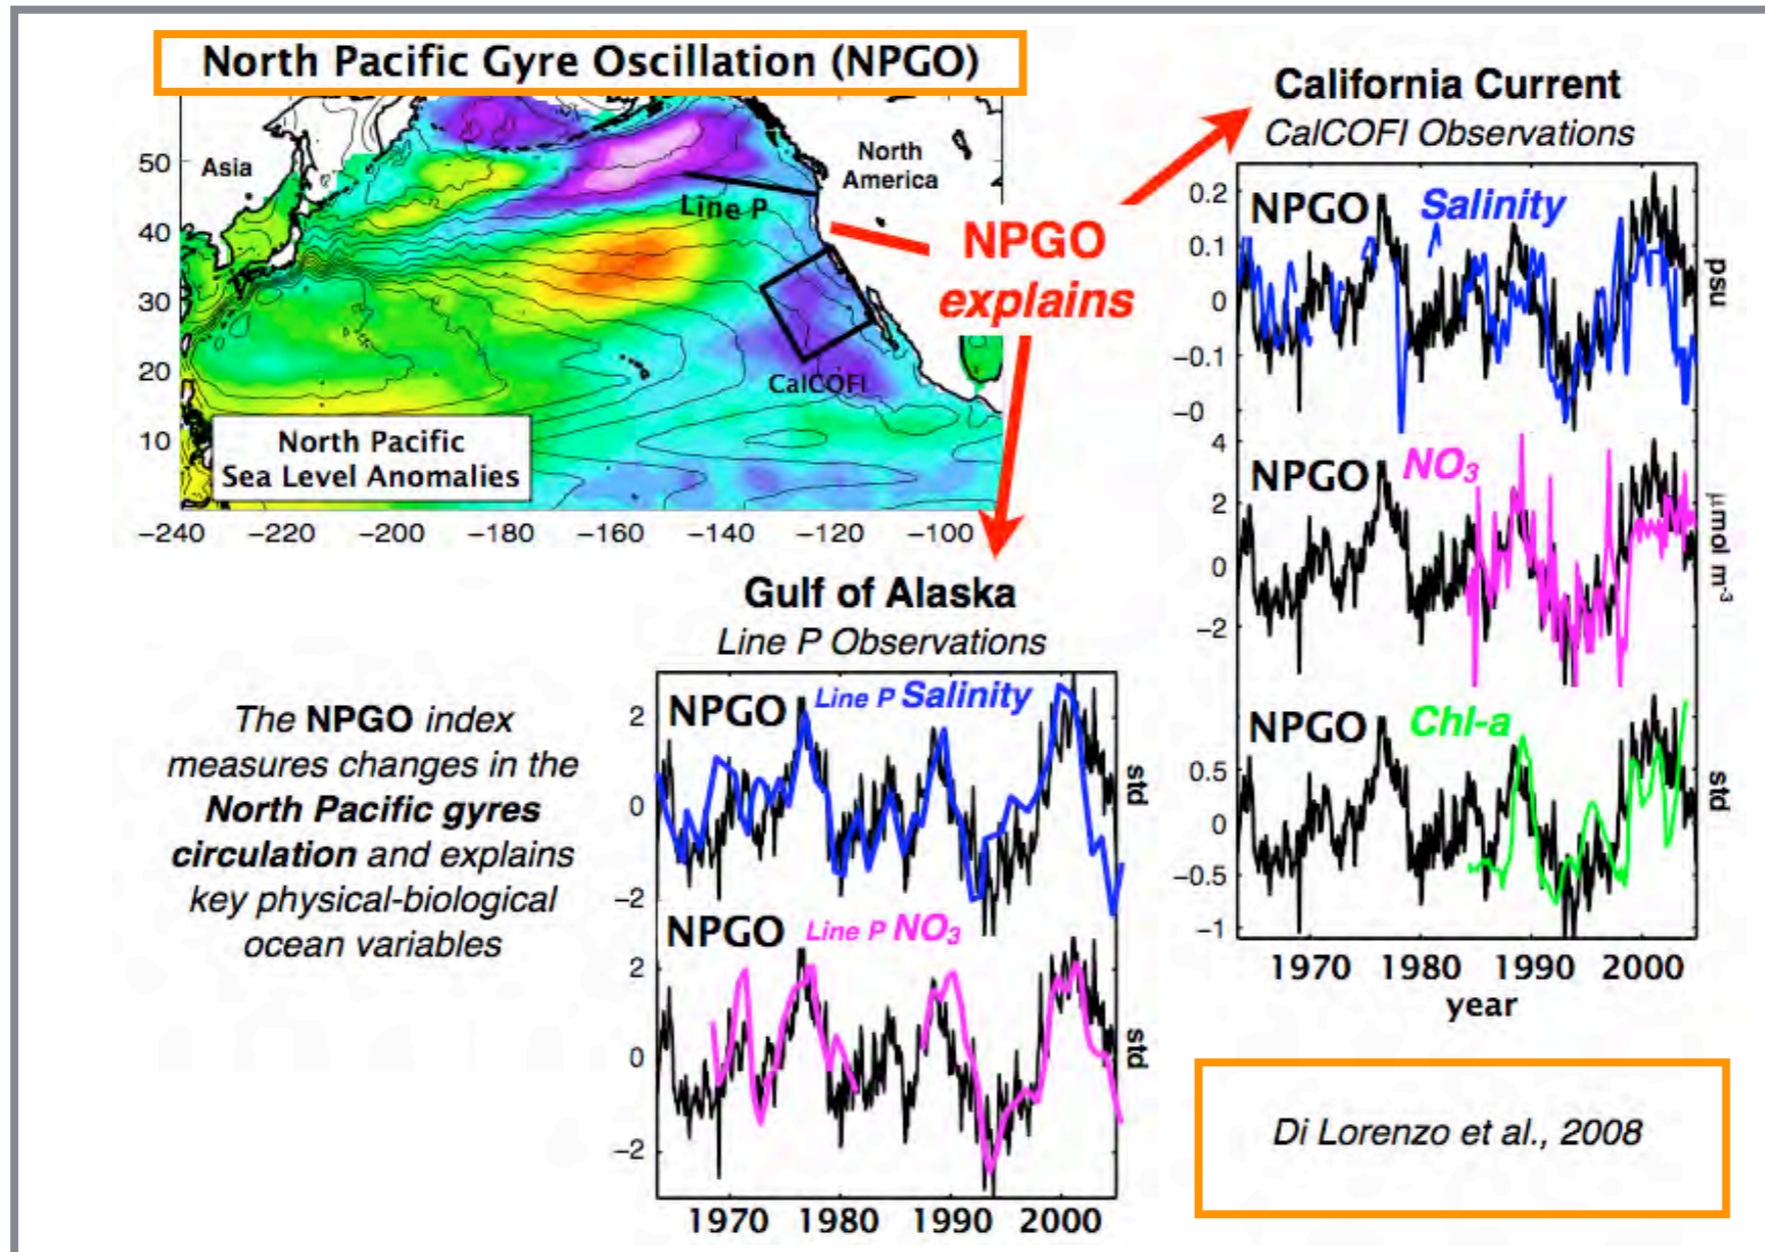 North Pacific Gyre Oscillation (NPGO)
50
40
30
20
10
Asia
North
America
Line P
CalCOFI
North Pacific
Sea Level Anomalies
−240 −220 −200 −180 −160 −140 −120 −100
NPGO
explains
California Current
CalCOFI Observations
NPGO Salinity
0.2
0.1
0
−0.1
−0
psu
NPGO NO3
4
2
0
−2
μmol m-3
NPGO Chl-a
0.5
0
−0.5
−1
std
1970 1980 1990 2000
year
Gulf of Alaska
Line P Observations
NPGO Line P Salinity
2
0
−2
std
NPGO Line P NO3
2
0
−2
std
1970 1980 1990 2000
The NPGO index
measures changes in the
North Pacific gyres
circulation and explains
key physical-biological
ocean variables
Di Lorenzo et al., 2008